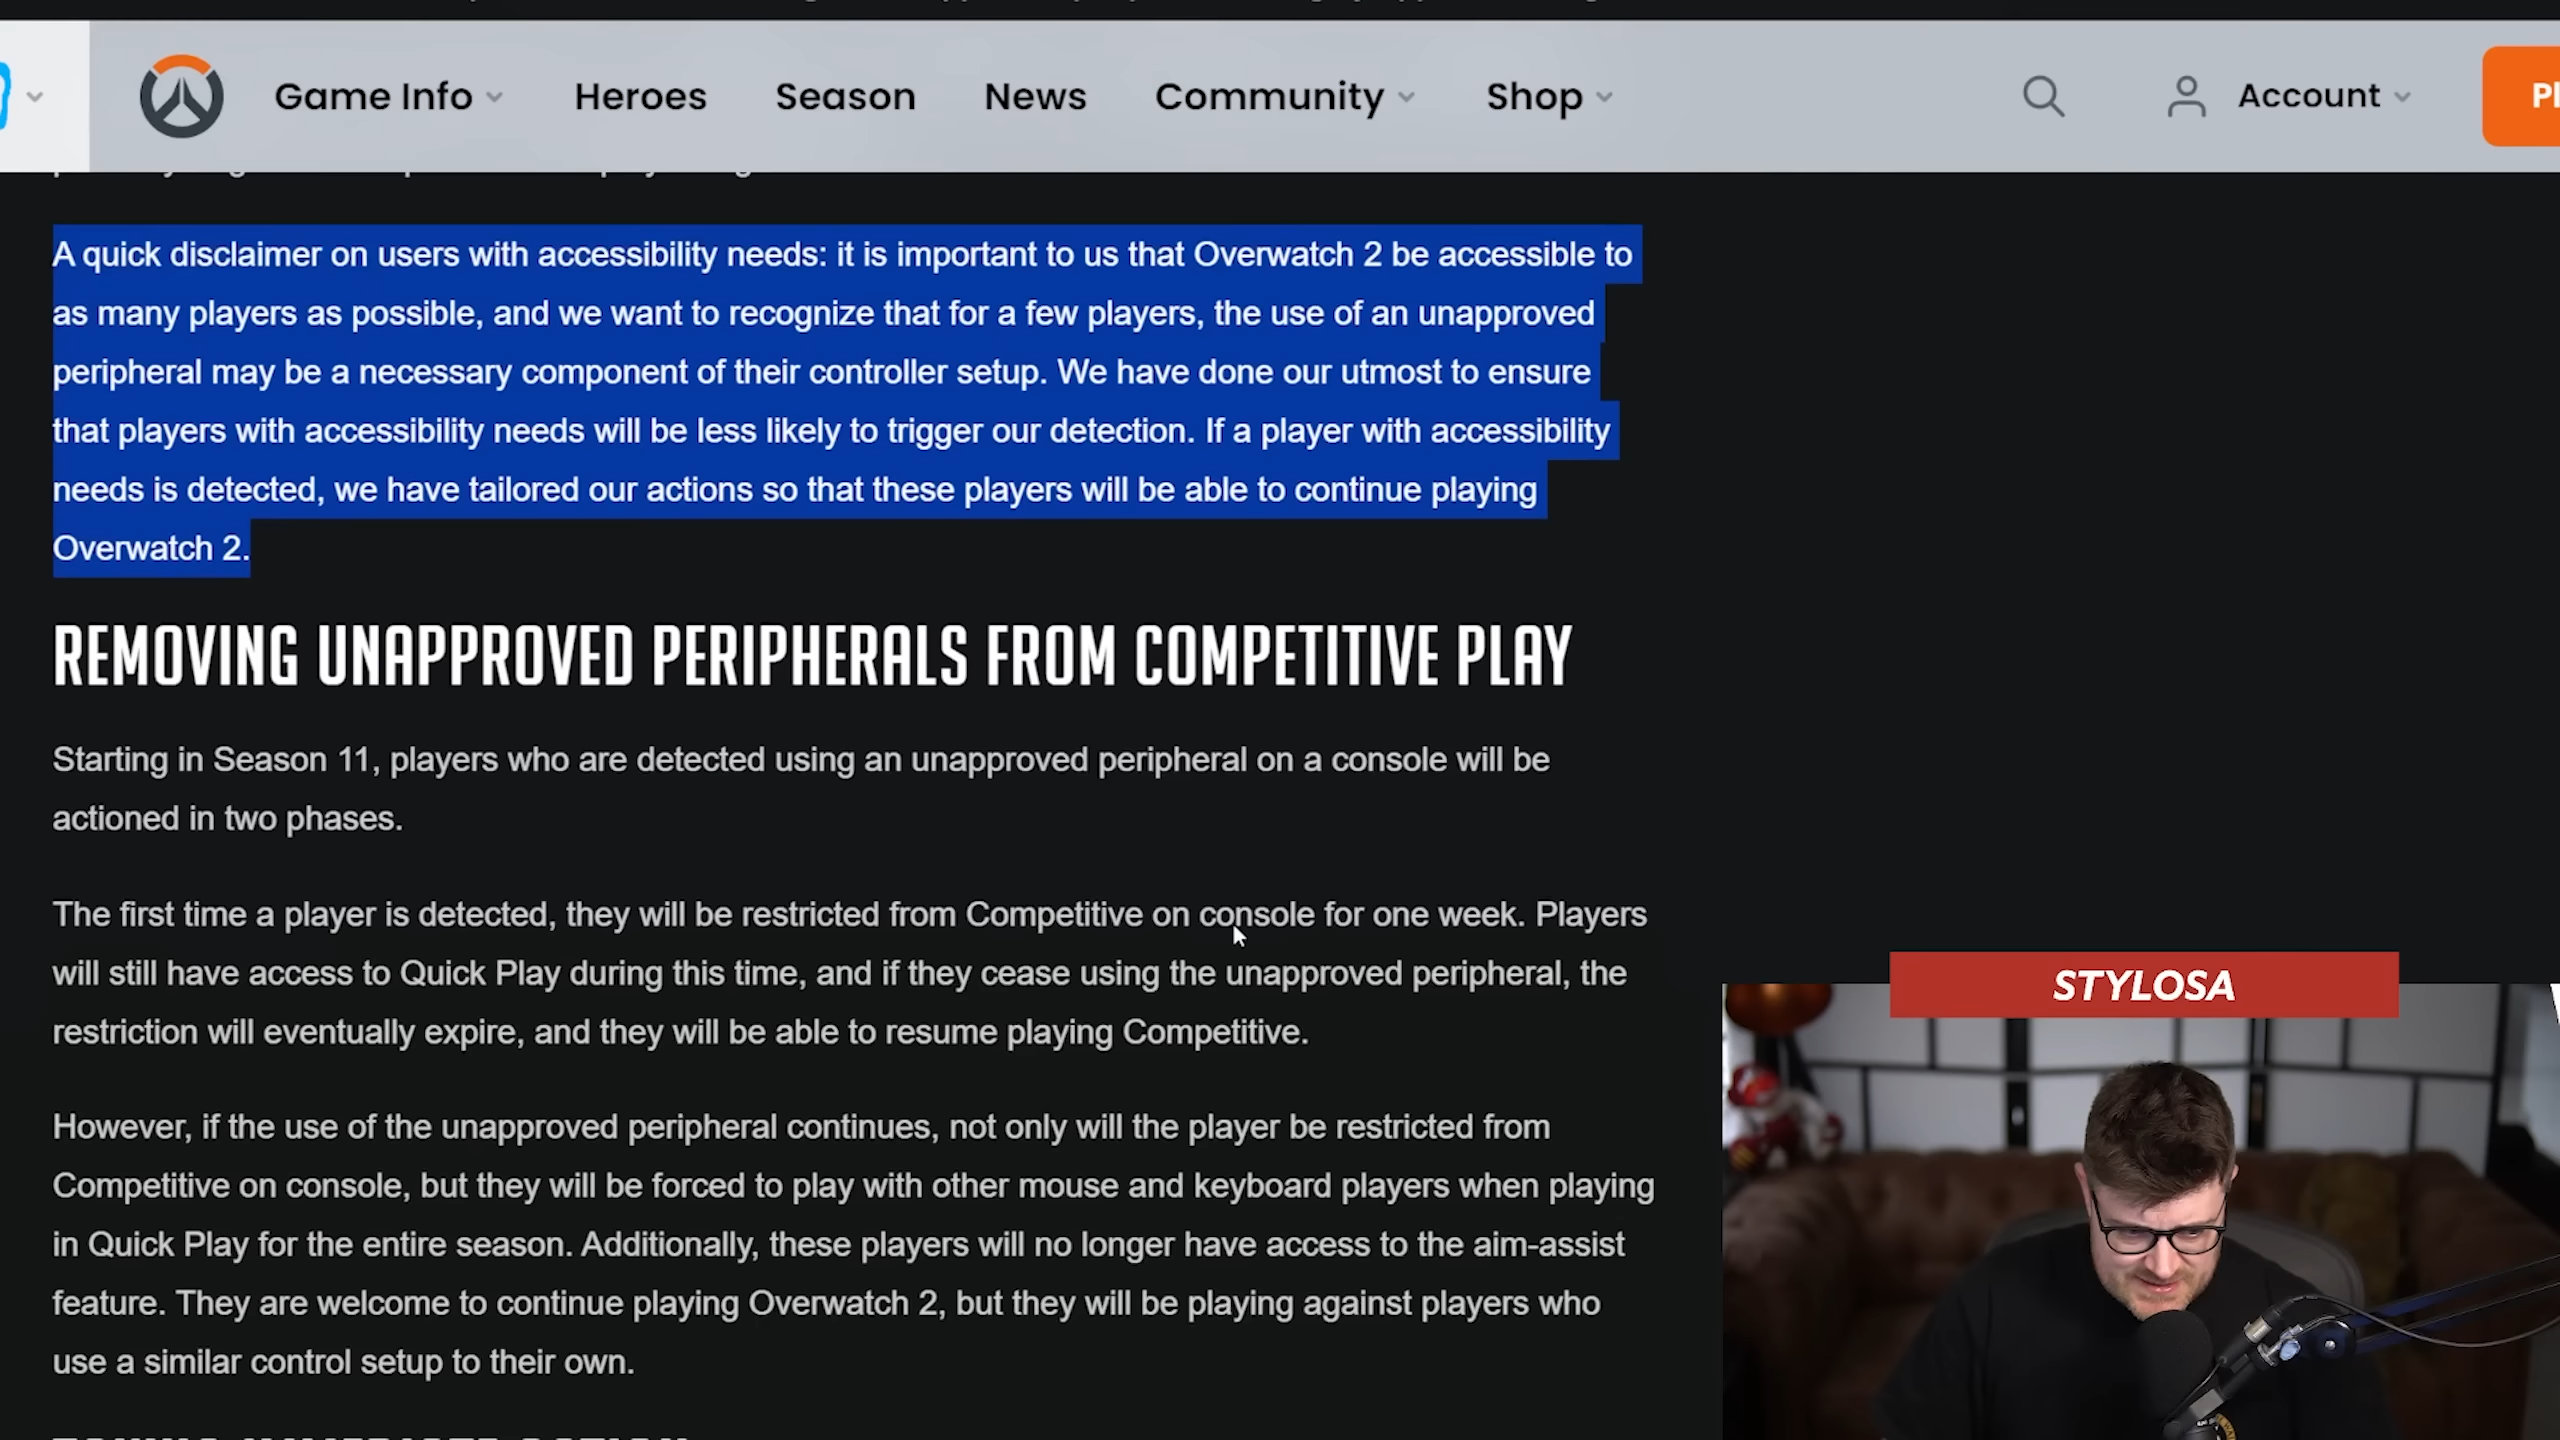 Game Info
Heroes
Season
News
Community
Shop
Account
Pl
A quick disclaimer on users with accessibility needs: it is important to us that Overwatch 2 be accessible to
as many players as possible, and we want to recognize that for a few players, the use of an unapproved
peripheral may be a necessary component of their controller setup. We have done our utmost to ensure
that players with accessibility needs will be less likely to trigger our detection. If a player with accessibility
needs is detected, we have tailored our actions so that these players will be able to continue playing
Overwatch 2.
REMOVING UNAPPROVED PERIPHERALS FROM COMPETITIVE PLAY
Starting in Season 11, players who are detected using an unapproved peripheral on a console will be
actioned in two phases.
The first time a player is detected, they will be restricted from Competitive on console for one week. Players
will still have access to Quick Play during this time, and if they cease using the unapproved peripheral, the
restriction will eventually expire, and they will be able to resume playing Competitive.
However, if the use of the unapproved peripheral continues, not only will the player be restricted from
Competitive on console, but they will be forced to play with other mouse and keyboard players when playing
in Quick Play for the entire season. Additionally, these players will no longer have access to the aim-assist
feature. They are welcome to continue playing Overwatch 2, but they will be playing against players who
use a similar control setup to their own.
STYLOSA